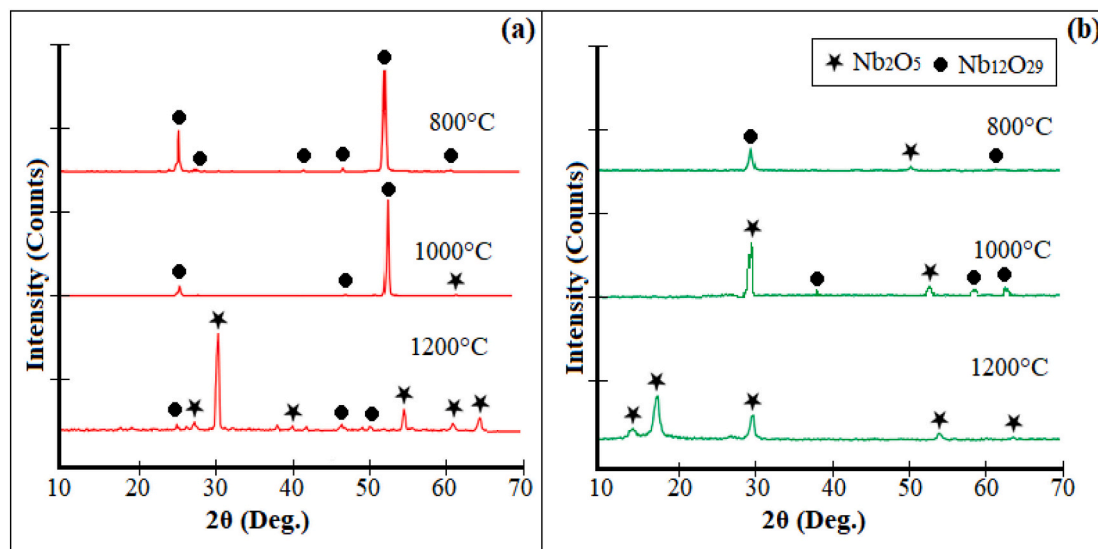 (a)
800°C
1000°C
1200°C
Intensity (Counts)
10 20 30 40 50 60 70
2θ (Deg.)
(b)
Nb2O5 Nb12O29
800°C
1000°C
1200°C
Intensity (Counts)
10 20 30 40 50 60 70
2θ (Deg.)